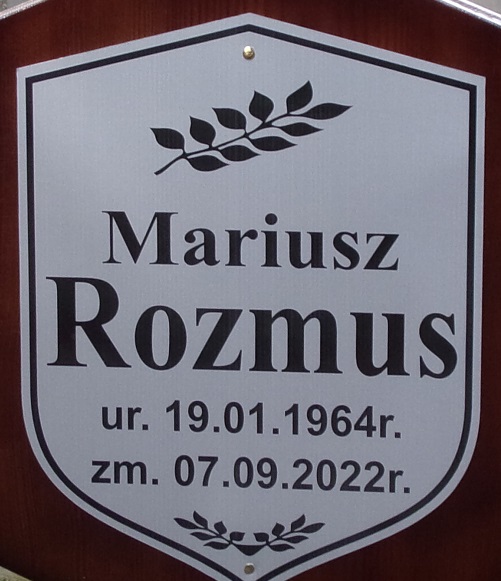 Mariusz
Rozmus
ur. 19.01.1964r.
zm. 07.09.2022r.